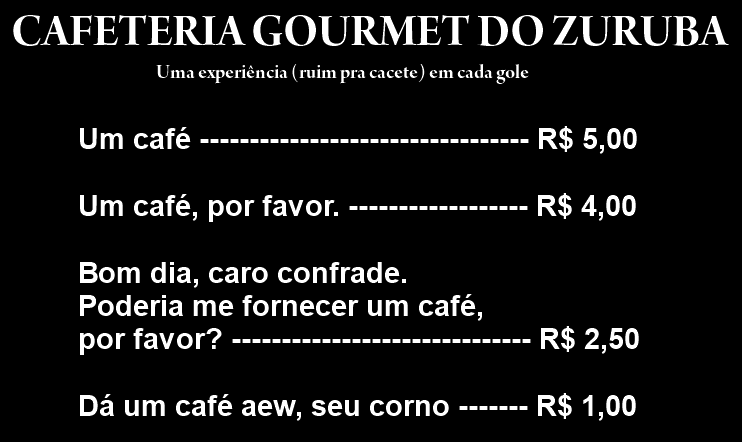 CAFETERIA GOURMET DO ZURUBA
Uma experiência (ruim pra cacete) em cada gole
Um café --------------------------------- R$ 5,00
Um café, por favor. ------------------ R$ 4,00
Bom dia, caro confrade.
Poderia me fornecer um café,
por favor? ------------------------------ R$ 2,50
Dá um café aew, seu corno ------- R$ 1,00